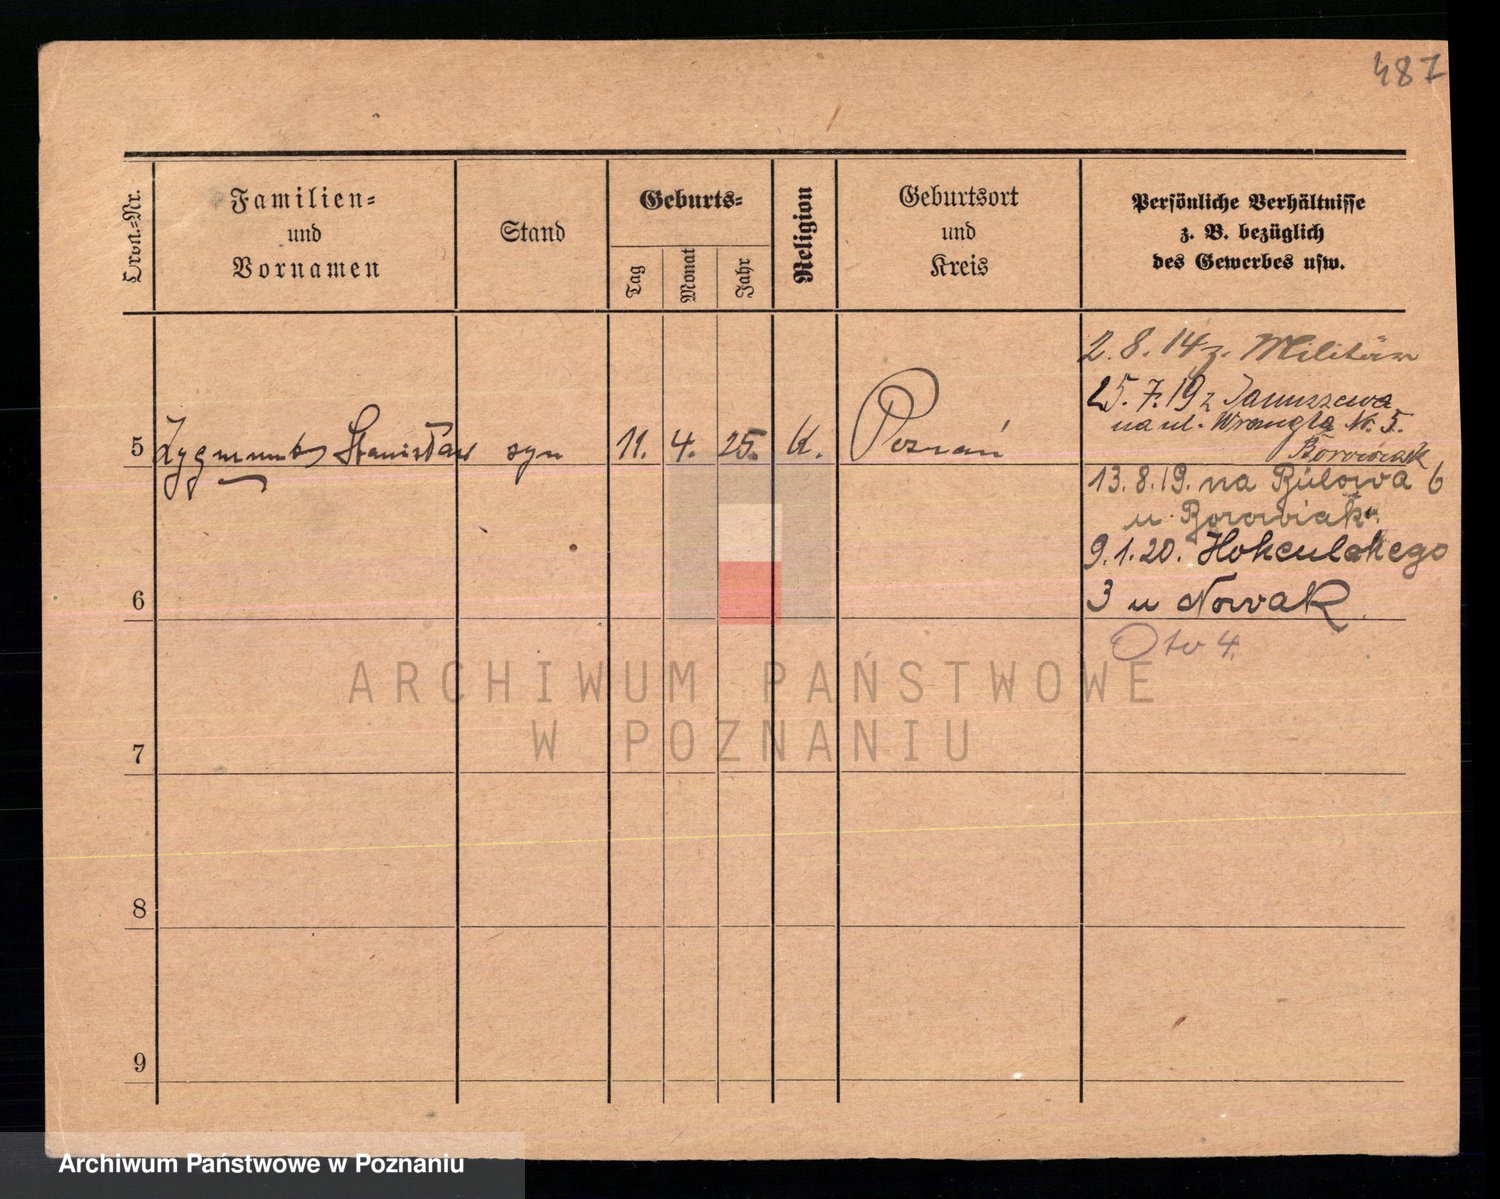 487
Ordn.-Nr.
Familien-
und
Vornamen
Stand
Geburts-
Tag
Monat
Jahr
Religion
Geburtsort
und
Kreis
Persönliche Verhältnisse
z. B. bezüglich
des Gewerbes usw.
2. 8. 14 z. Militär
25. 7. 19 z Januszewa
na ul. Wrangla Nr. 5.
Borowiak
5 Zygmunt Stanisław syn 11. 4. 25. K. Poznań
13. 8. 19. na Bülowa 6
u Borowiak
9. 1. 20.
6
3 u Nowak
Oto 4.
ARCHIWUM PAŃSTWOWE
W POZNANIU
7
8
9
Archiwum Państwowe w Poznaniu